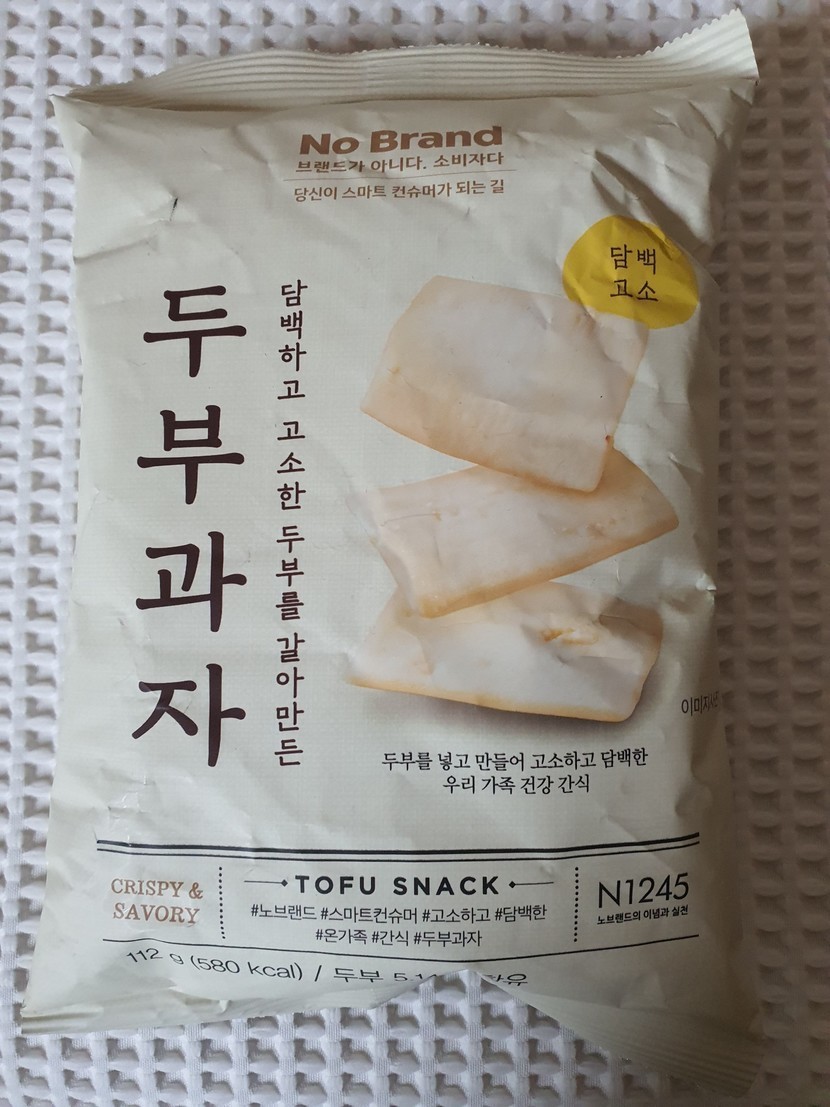 No Brand
브랜드가 아니다. 소비자다
당신이 스마트 컨슈머가 되는 길
담백
고소
두부과자
담백하고 고소한 두부를 갈아만든
두부를 넣고 만들어 고소하고 담백한
우리 가족 건강 간식
CRISPY &
SAVORY
TOFU SNACK
#노브랜드 #스마트컨슈머 #고소하고 #담백한
#온가족 #간식 #두부과자
N1245
노브랜드의 이념과 실천
112 g (580 kcal) / 두부